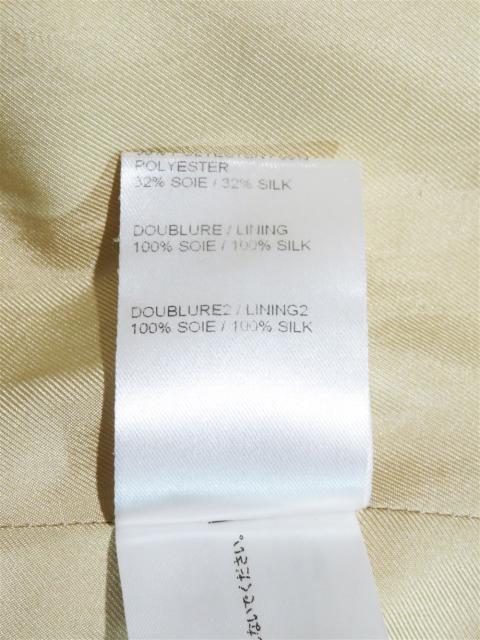 POLYESTER
32% SOIE / 32% SILK
DOUBLURE / LINING
100% SOIE / 100% SILK
DOUBLURE2 / LINING2
100% SOIE / 100% SILK